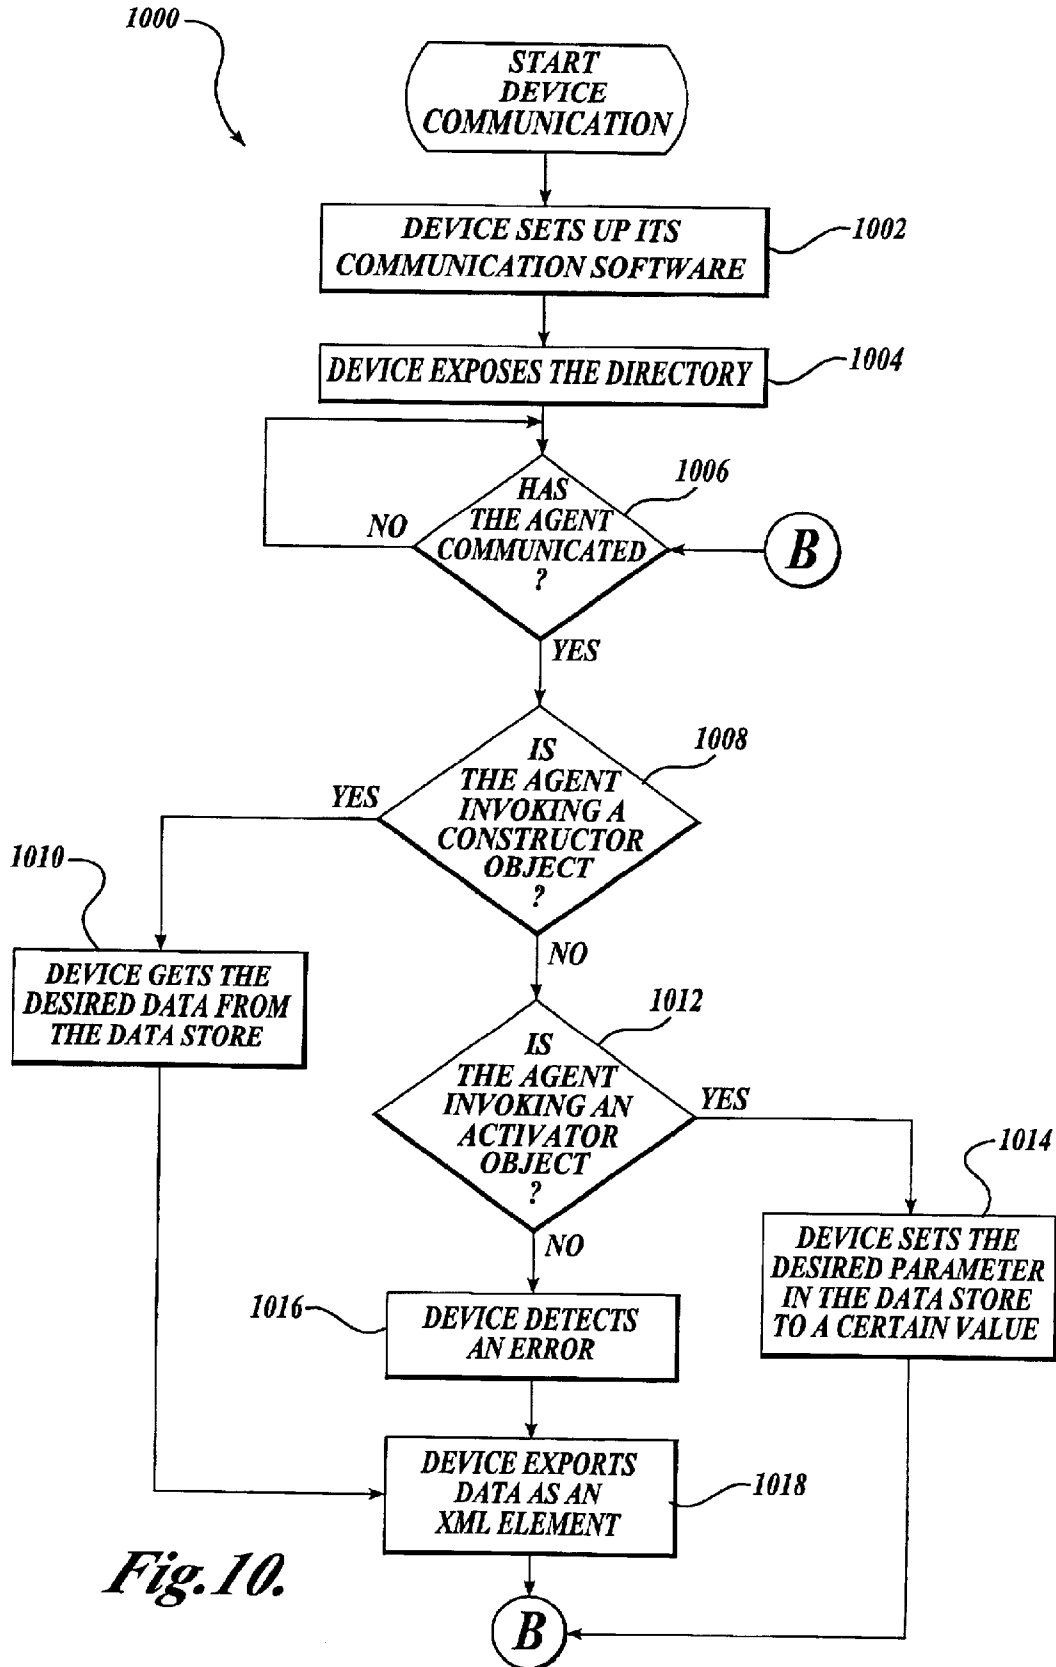 1000
START
DEVICE
COMMUNICATION
DEVICE SETS UP ITS
COMMUNICATION SOFTWARE
1002
DEVICE EXPOSES THE DIRECTORY
1004
HAS
THE AGENT
COMMUNICATED
?
1006
NO
B
YES
IS
THE AGENT
INVOKING A
CONSTRUCTOR
OBJECT
?
1008
YES
1010
DEVICE GETS THE
DESIRED DATA FROM
THE DATA STORE
NO
IS
THE AGENT
INVOKING AN
ACTIVATOR
OBJECT
?
1012
YES
1014
DEVICE SETS THE
DESIRED PARAMETER
IN THE DATA STORE
TO A CERTAIN VALUE
NO
1016
DEVICE DETECTS
AN ERROR
DEVICE EXPORTS
DATA AS AN
XML ELEMENT
1018
Fig.10.
B